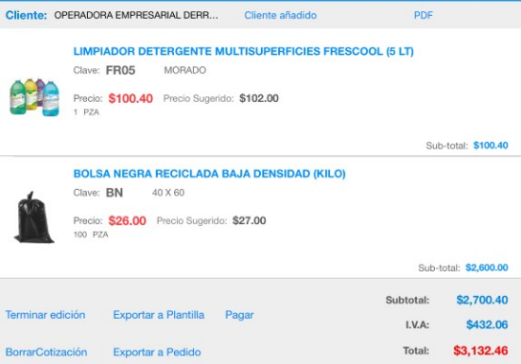 Cliente: OPERADORA EMPRESARIAL DERR... Cliente añadido PDF
LIMPIADOR DETERGENTE MULTISUPERFICIES FRESCOOL (5 LT)
Clave: FR05 MORADO
Precio: $100.40 Precio Sugerido: $102.00
1 PZA
Sub-total: $100.40
BOLSA NEGRA RECICLADA BAJA DENSIDAD (KILO)
Clave: BN 40 X 60
Precio: $26.00 Precio Sugerido: $27.00
100 PZA
Sub-total: $2,600.00
Subtotal: $2,700.40
Terminar edición Exportar a Plantilla Pagar
I.V.A: $432.06
BorrarCotización Exportar a Pedido
Total: $3,132.46